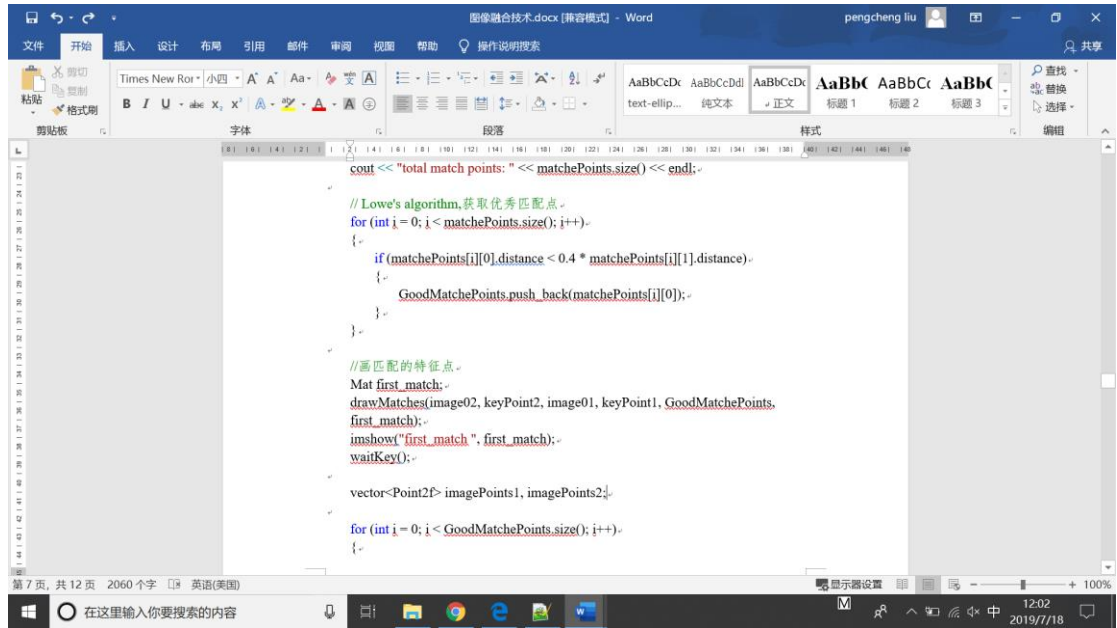 图像融合技术.docx [兼容模式] - Word
pengcheng liu
文件 开始 插入 设计 布局 引用 邮件 审阅 视图 帮助 操作说明搜索 共享
粘贴 剪切 复制 格式刷
Times New Ror 小四 A A Aa
B I U abc X₂ X² A A A
AaBbCcDc AaBbCcDdl AaBbCcDc AaBb( AaBbCc AaBb(
text-ellip... 纯文本 正文 标题 1 标题 2 标题 3
查找 替换 选择
剪贴板 字体 段落 样式 编辑
cout << "total match points: " << matchePoints.size() << endl;
// Lowe's algorithm,获取优秀匹配点
for (int i = 0; i < matchePoints.size(); i++)
{
if (matchePoints[i][0].distance < 0.4 * matchePoints[i][1].distance)
{
GoodMatchePoints.push_back(matchePoints[i][0]);
}
}
//画匹配的特征点
Mat first_match;
drawMatches(image02, keyPoint2, image01, keyPoint1, GoodMatchePoints,
first_match);
imshow("first_match ", first_match);
waitKey();
vector<Point2f> imagePoints1, imagePoints2;
for (int i = 0; i < GoodMatchePoints.size(); i++)
{
第 7 页, 共 12 页 2060 个字 英语(美国) 显示器设置 100%
在这里输入你要搜索的内容
M
中
12:02
2019/7/18